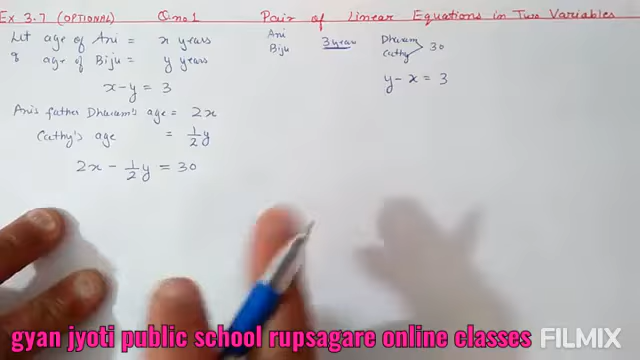 Ex 3.7 (OPTIONAL) Q.no 1 Pair of Linear Equations in Two Variables
Let age of Ani = x years
& age of Biju = y years
x - y = 3
Ani's father Dharam's age = 2x
Cathy's age = 1/2 y
2x - 1/2 y = 30
Ani
Biju
3 years
Dharam
Cathy
30
y - x = 3
gyan jyoti public school rupsagare online classes
FILMIX